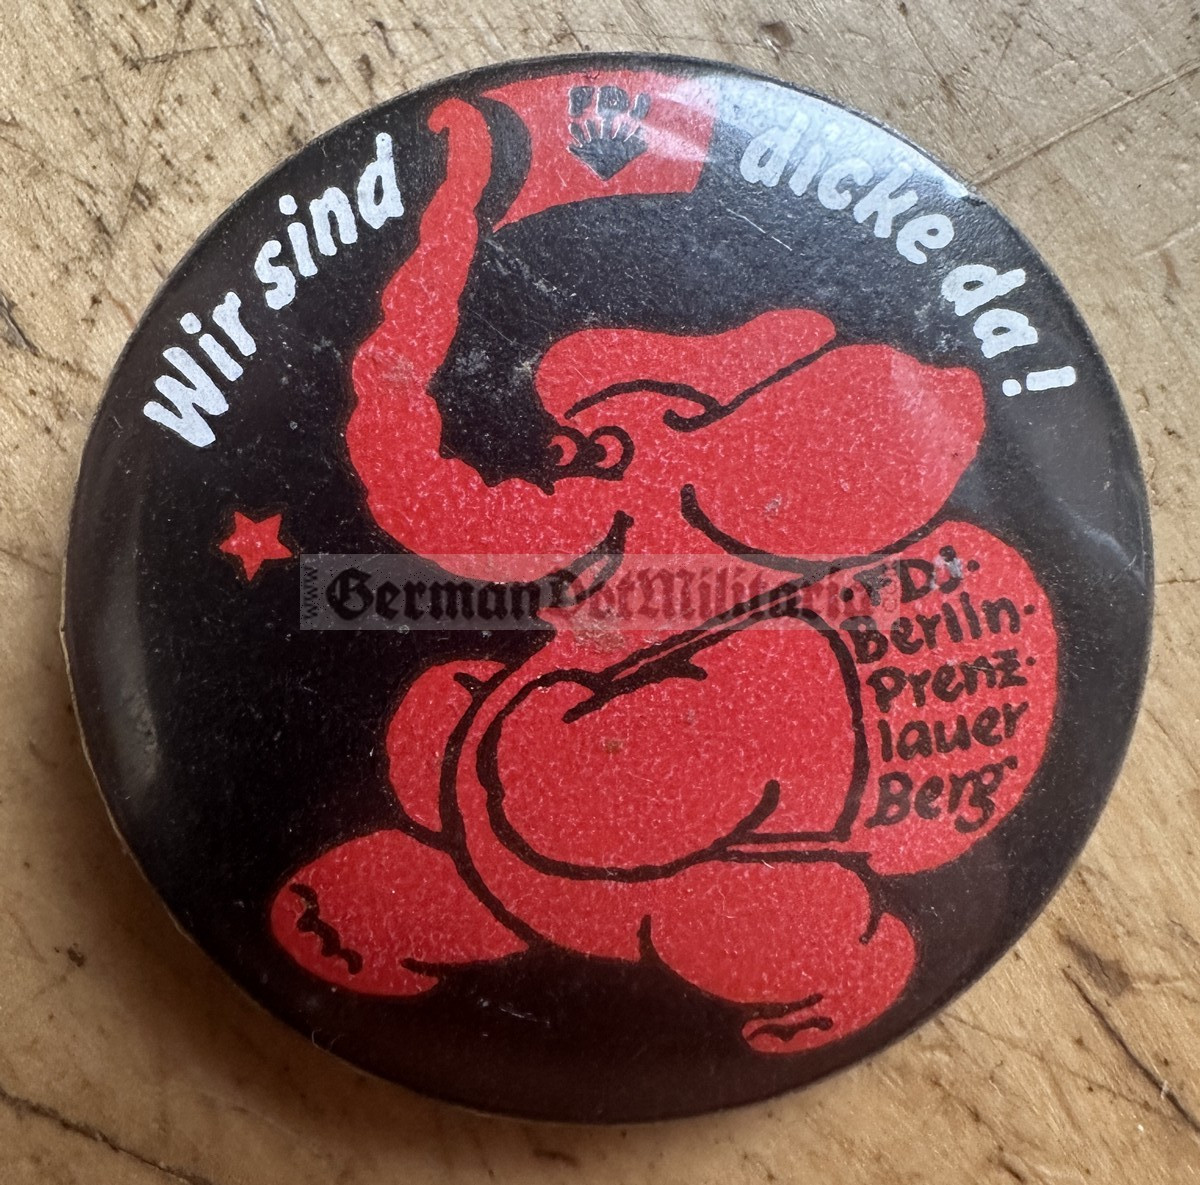 Wir sind dicke da!
FDJ
·FDJ·
Berlin·
Prenz·
lauer
Berg·
GermanDotMilitaria